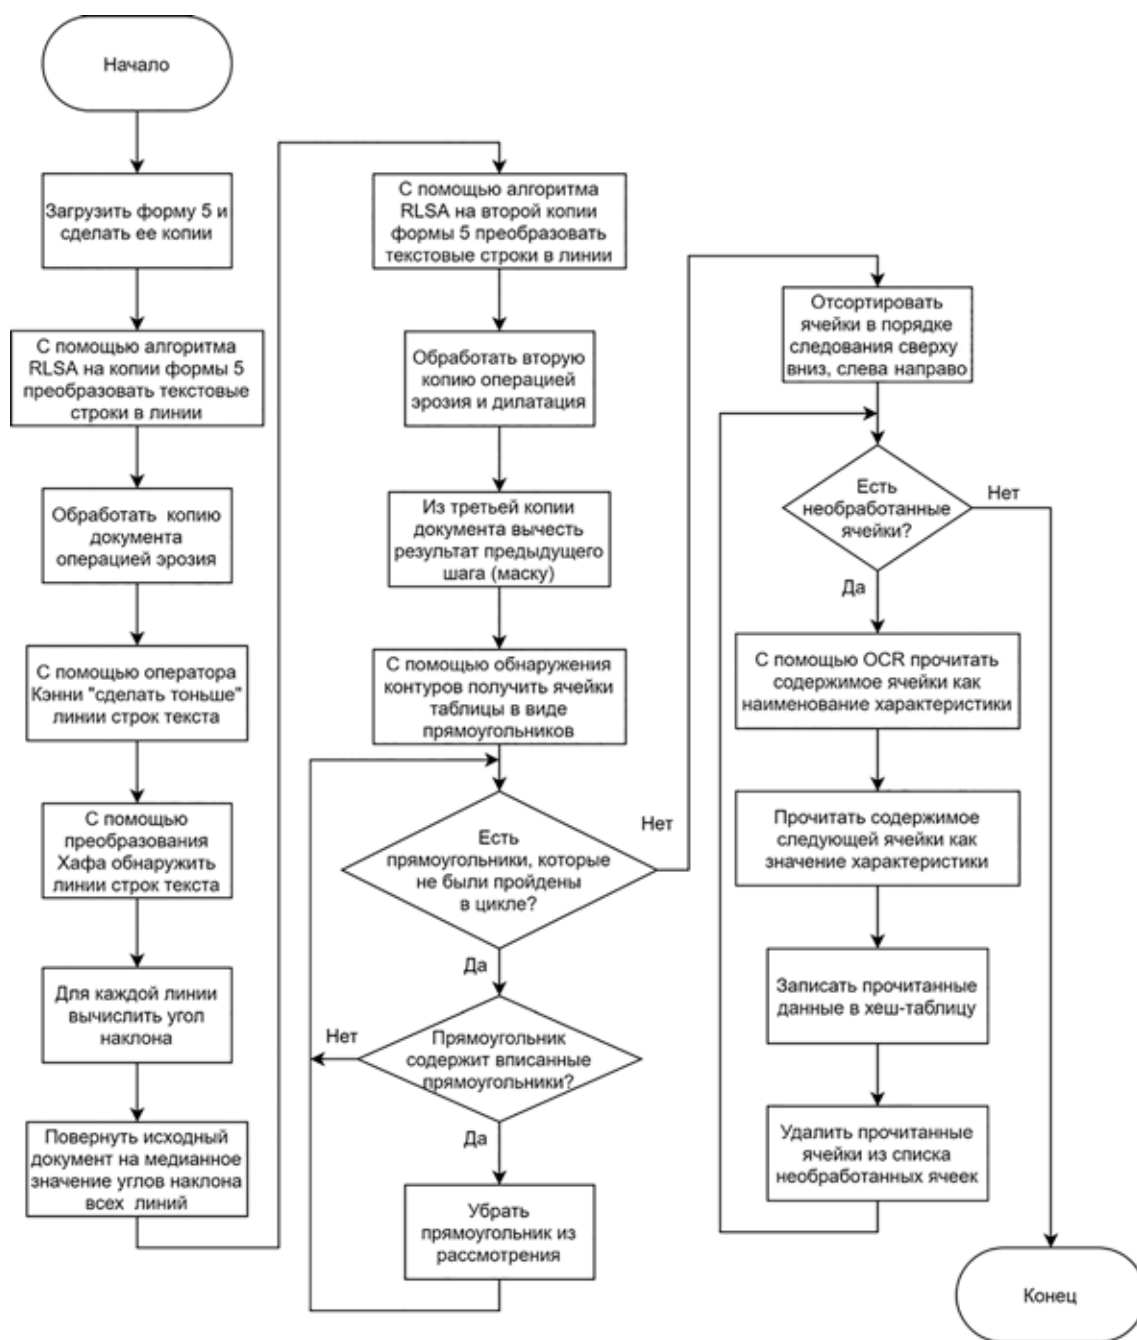 Начало
Загрузить форму 5 и
сделать ее копии
С помощью алгоритма
RLSA на копии формы 5
преобразовать текстовые
строки в линии
Обработать копию
документа
операцией эрозия
С помощью оператора
Кэнни "сделать тоньше"
линии строк текста
С помощью
преобразования
Хафа обнаружить
линии строк текста
Для каждой линии
вычислить угол
наклона
Повернуть исходный
документ на медианное
значение углов наклона
всех линий
С помощью алгоритма
RLSA на второй копии
формы 5 преобразовать
текстовые строки в линии
Обработать вторую
копию операцией
эрозия и дилатация
Из третьей копии
документа вычесть
результат предыдущего
шага (маску)
С помощью обнаружения
контуров получить ячейки
таблицы в виде
прямоугольников
Есть
прямоугольники, которые
не были пройдены
в цикле?
Нет
Да
Прямоугольник
содержит вписанные
прямоугольники?
Нет
Да
Убрать
прямоугольник из
рассмотрения
Отсортировать
ячейки в порядке
следования сверху
вниз, слева направо
Есть
необработанные
ячейки?
Нет
Да
С помощью OCR прочитать
содержимое ячейки как
наименование характеристики
Прочитать содержимое
следующей ячейки как
значение характеристики
Записать прочитанные
данные в хеш-таблицу
Удалить прочитанные
ячейки из списка
необработанных ячеек
Конец